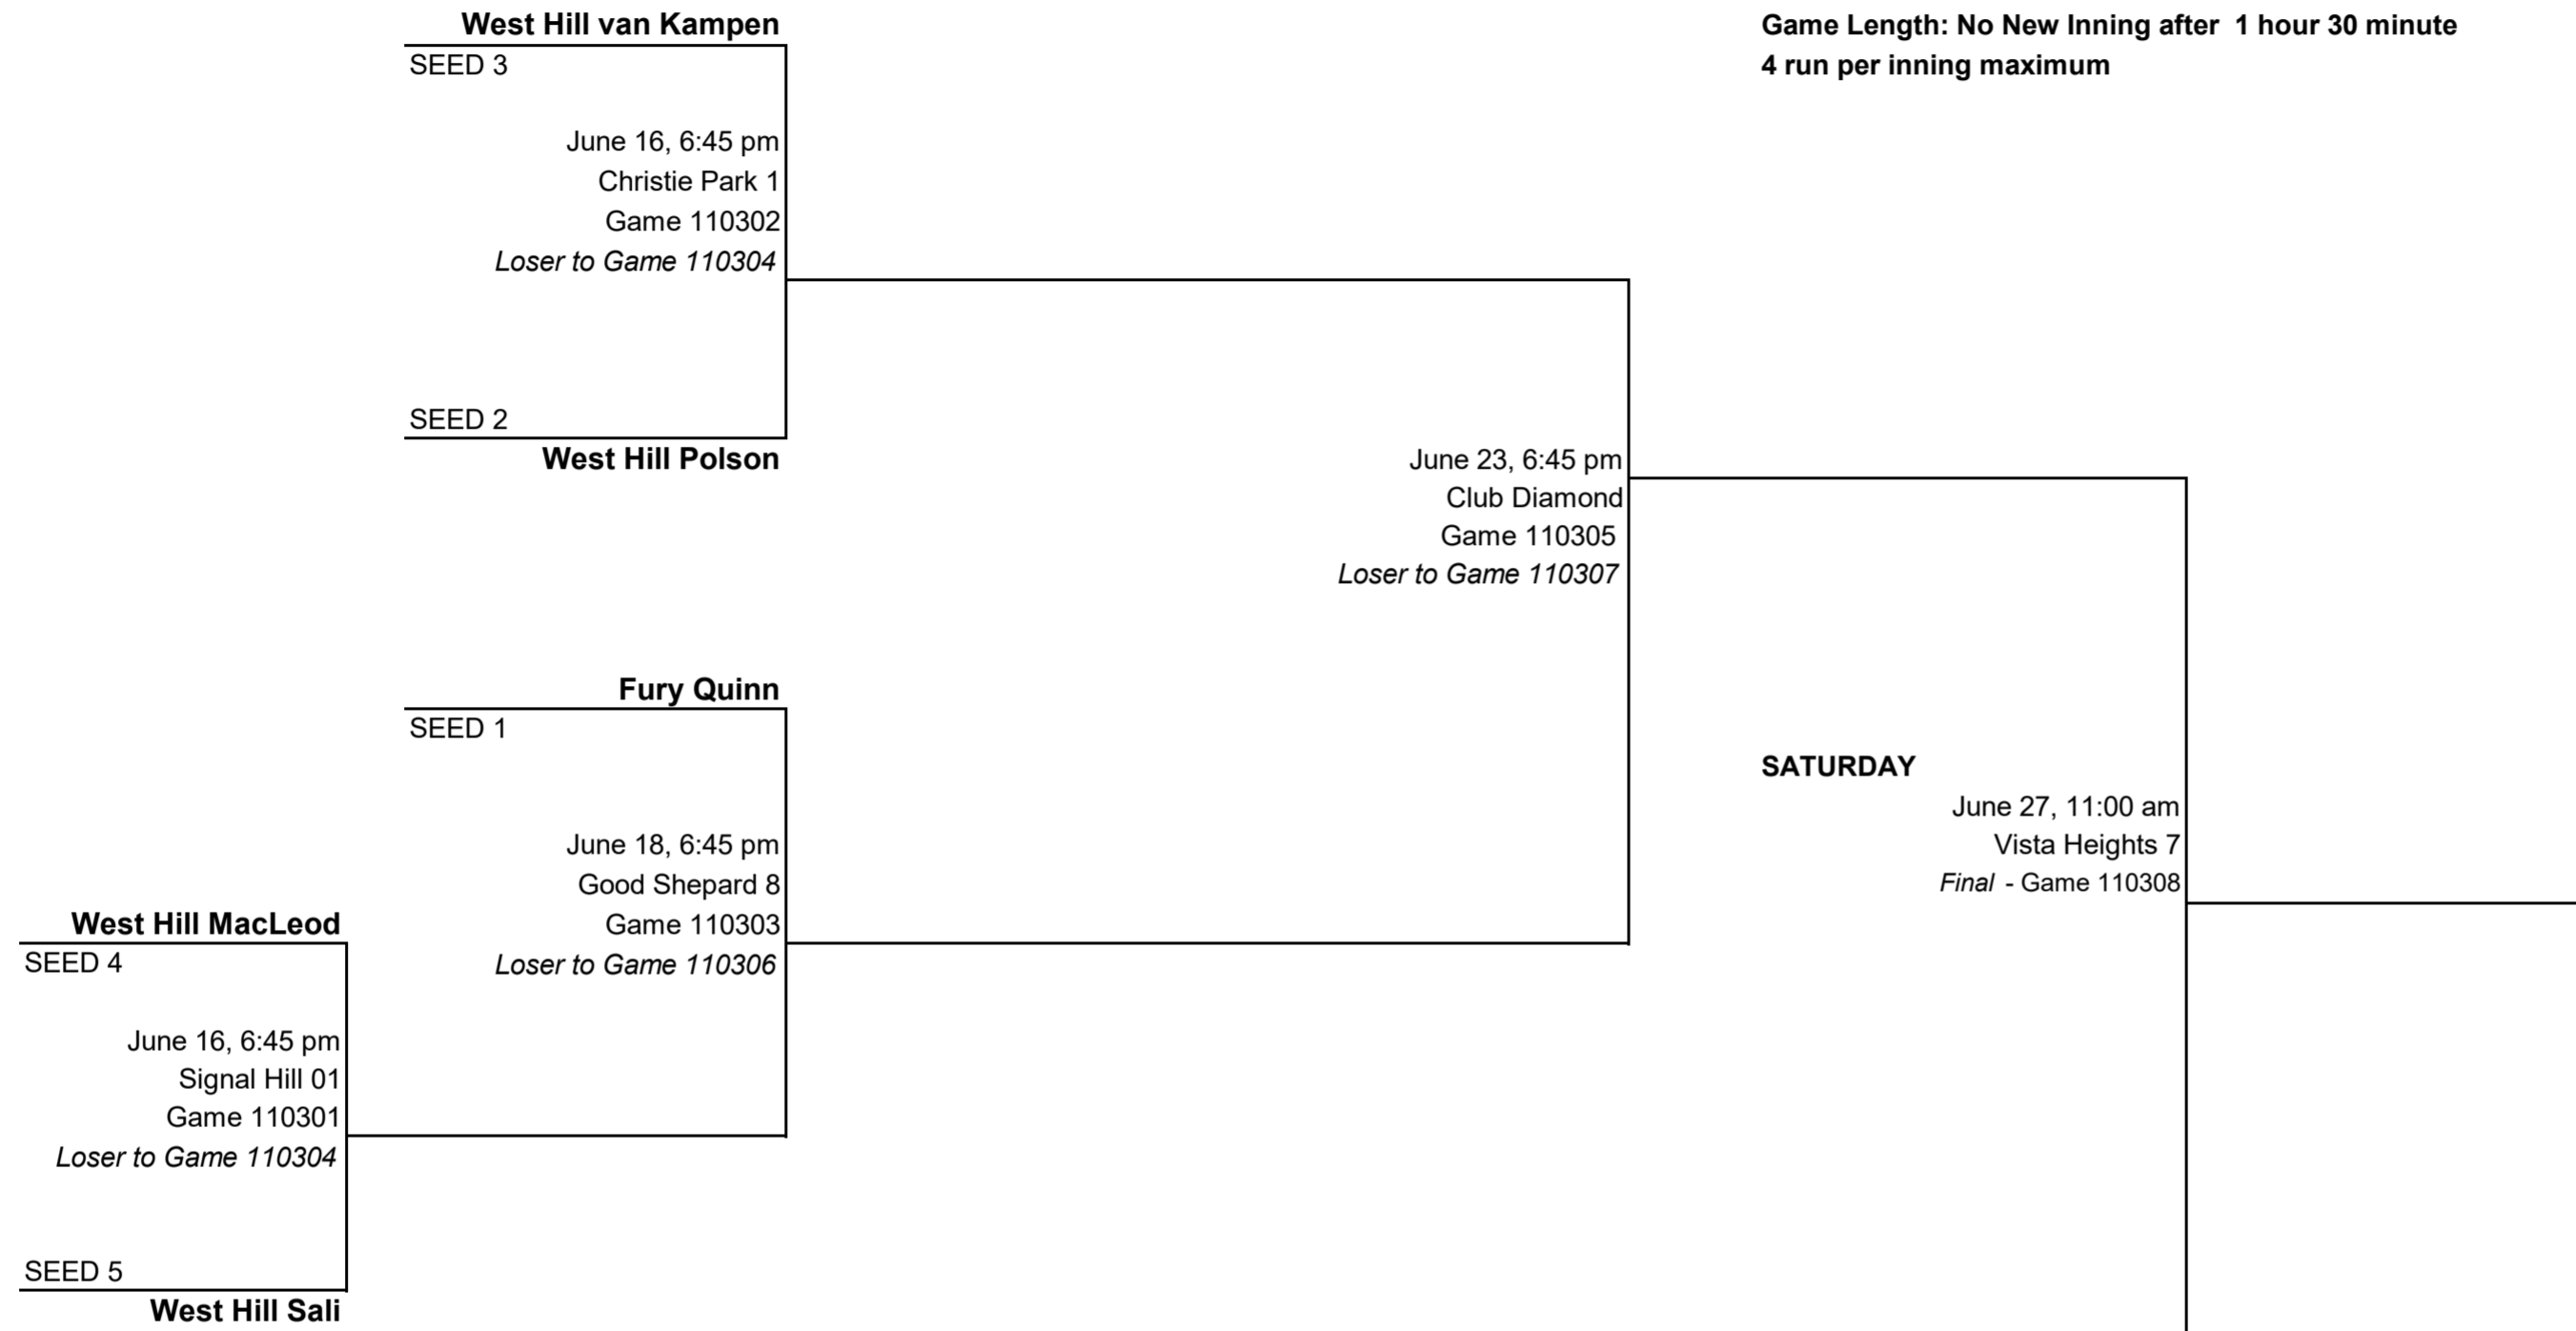 West Hill van Kampen
Game Length: No New Inning after 1 hour 30 minute
SEED 3
4 run per inning maximum
June 16, 6:45 pm
Christie Park 1
Game 110302
Loser to Game 110304
SEED 2
West Hill Polson
June 23, 6:45 pm
Club Diamond
Game 110305
Loser to Game 110307
Fury Quinn
SEED 1
SATURDAY
June 27, 11:00 am
Vista Heights 7
Final - Game 110308
June 18, 6:45 pm
Good Shepard 8
Game 110303
Loser to Game 110306
West Hill MacLeod
SEED 4
June 16, 6:45 pm
Signal Hill 01
Game 110301
Loser to Game 110304
SEED 5
West Hill Sali